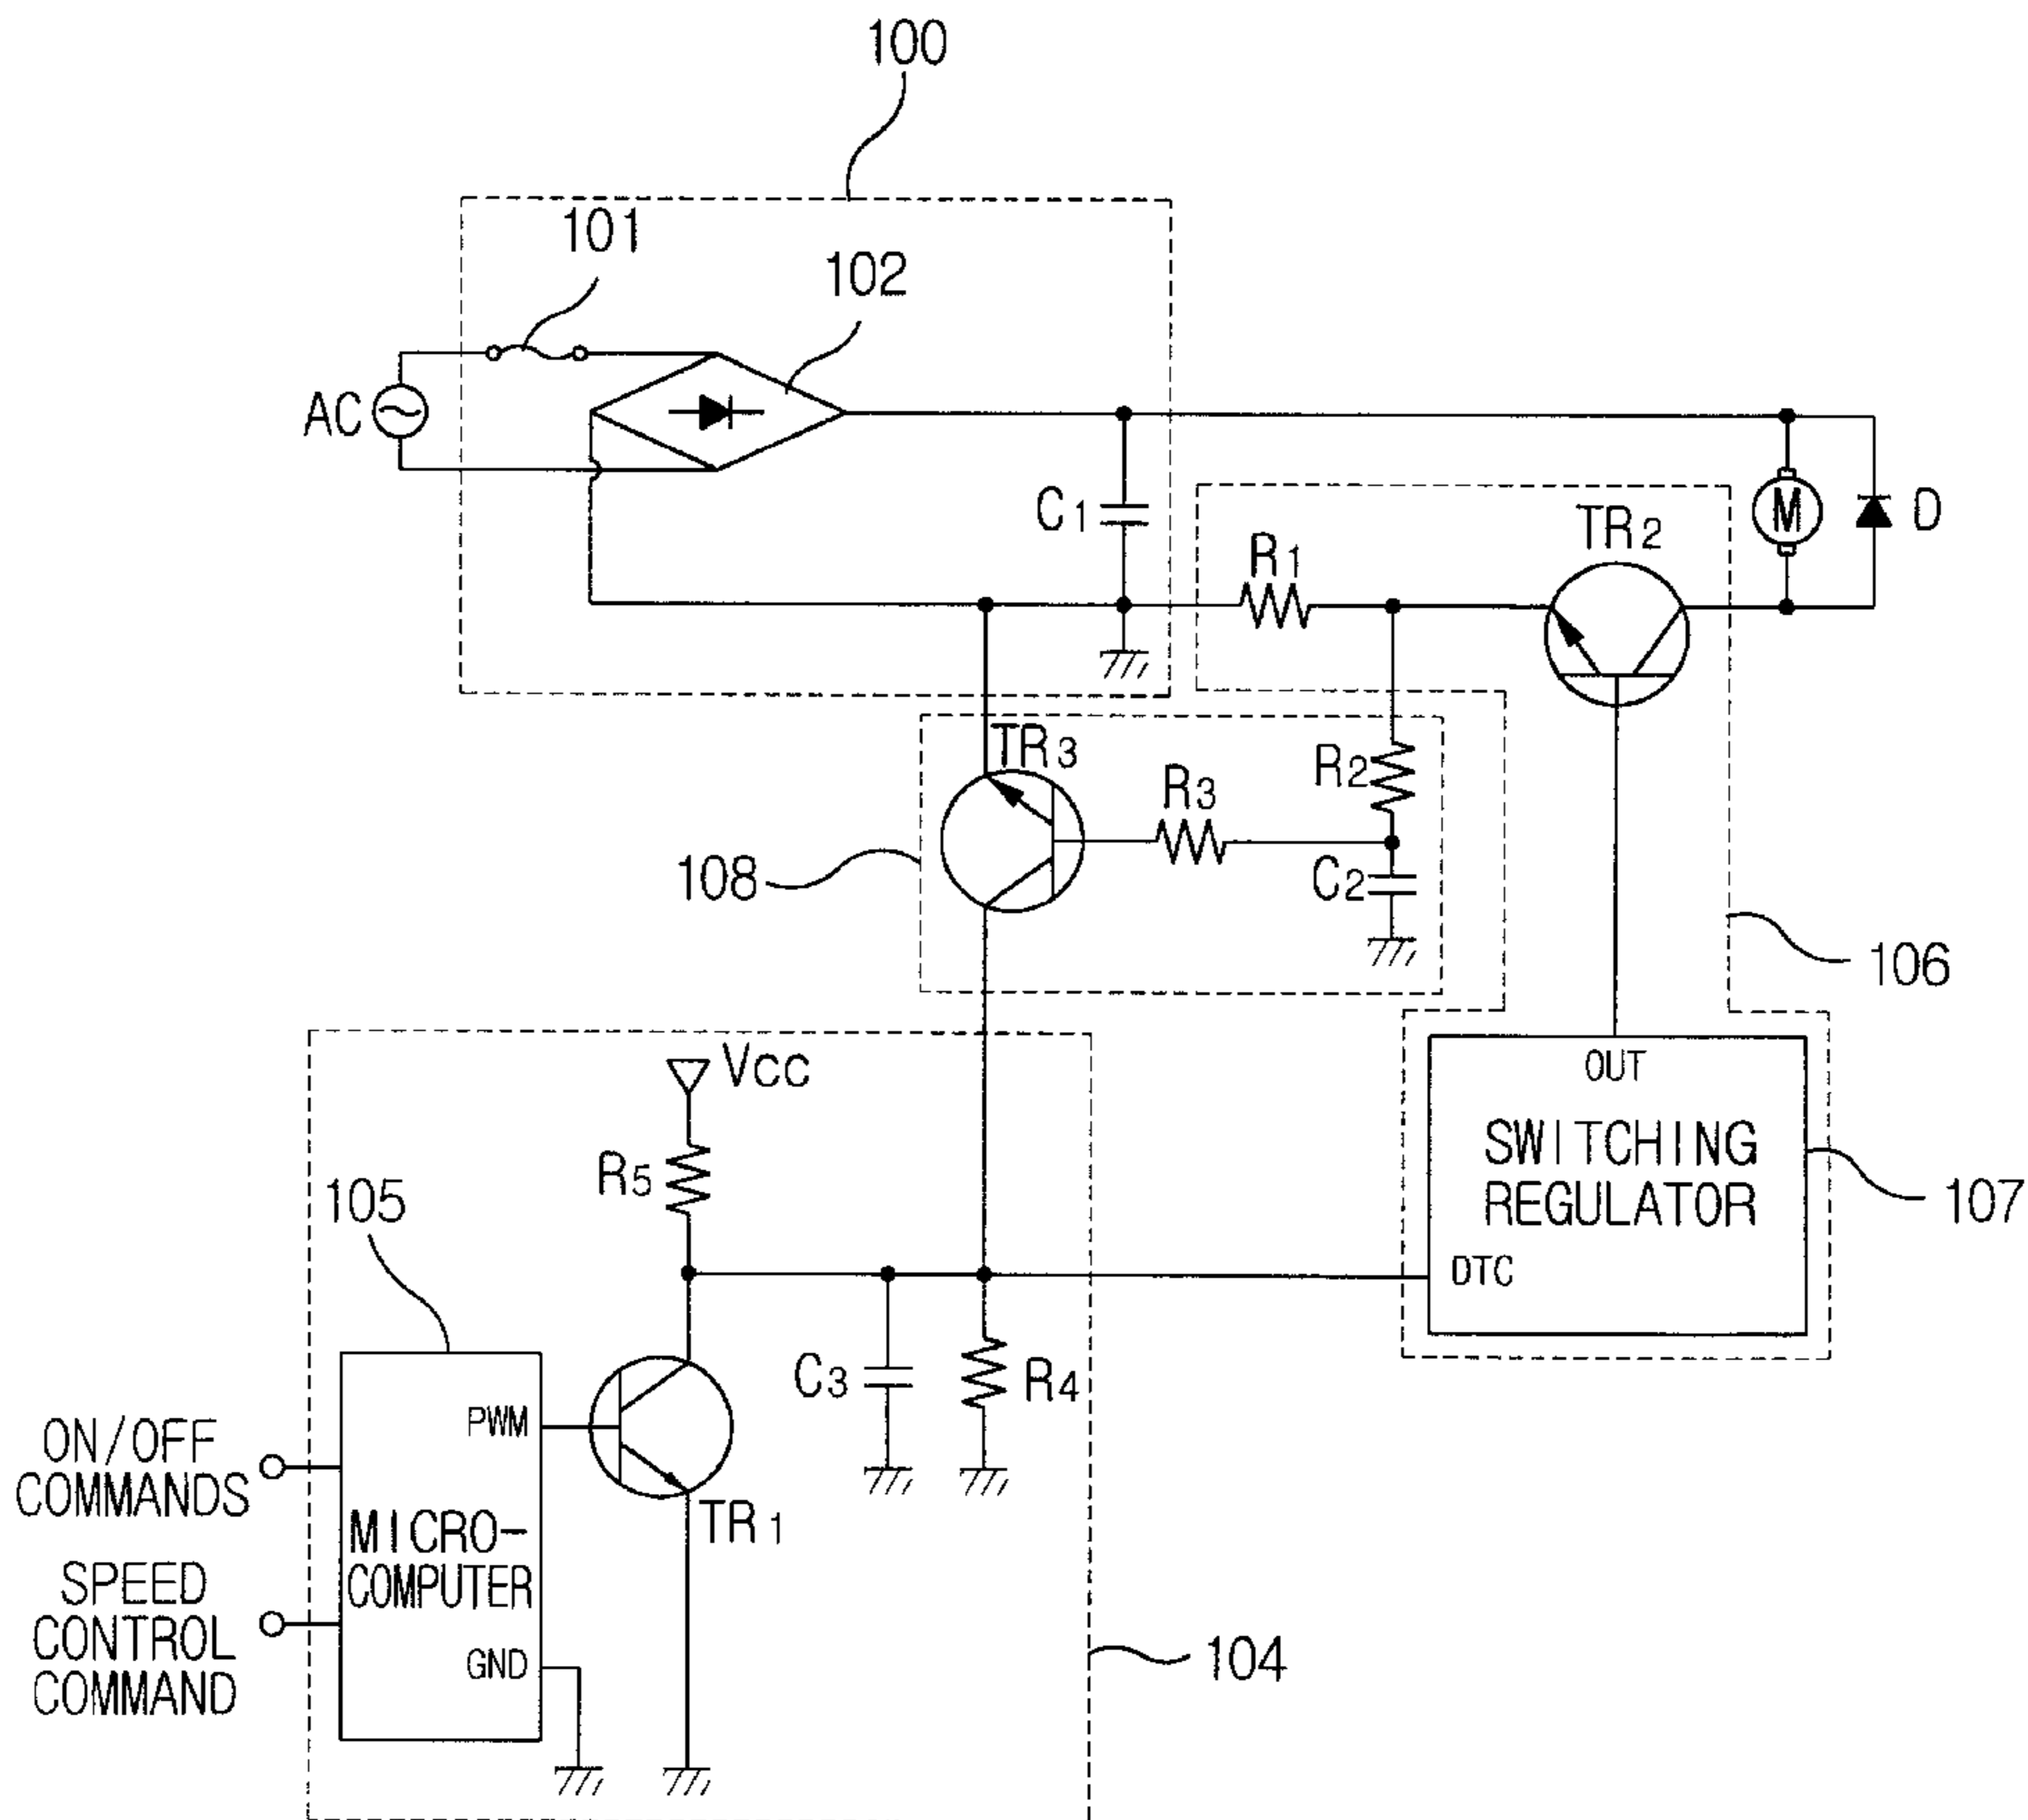 100
101
102
AC
C1
R1
TR2
M
D
TR3
R3
R2
108
C2
106
Vcc
OUT
SWITCHING
REGULATOR
107
R5
105
DTC
C3
R4
PWM
ON/OFF
COMMANDS
TR1
MICRO-
COMPUTER
SPEED
CONTROL
COMMAND
GND
104